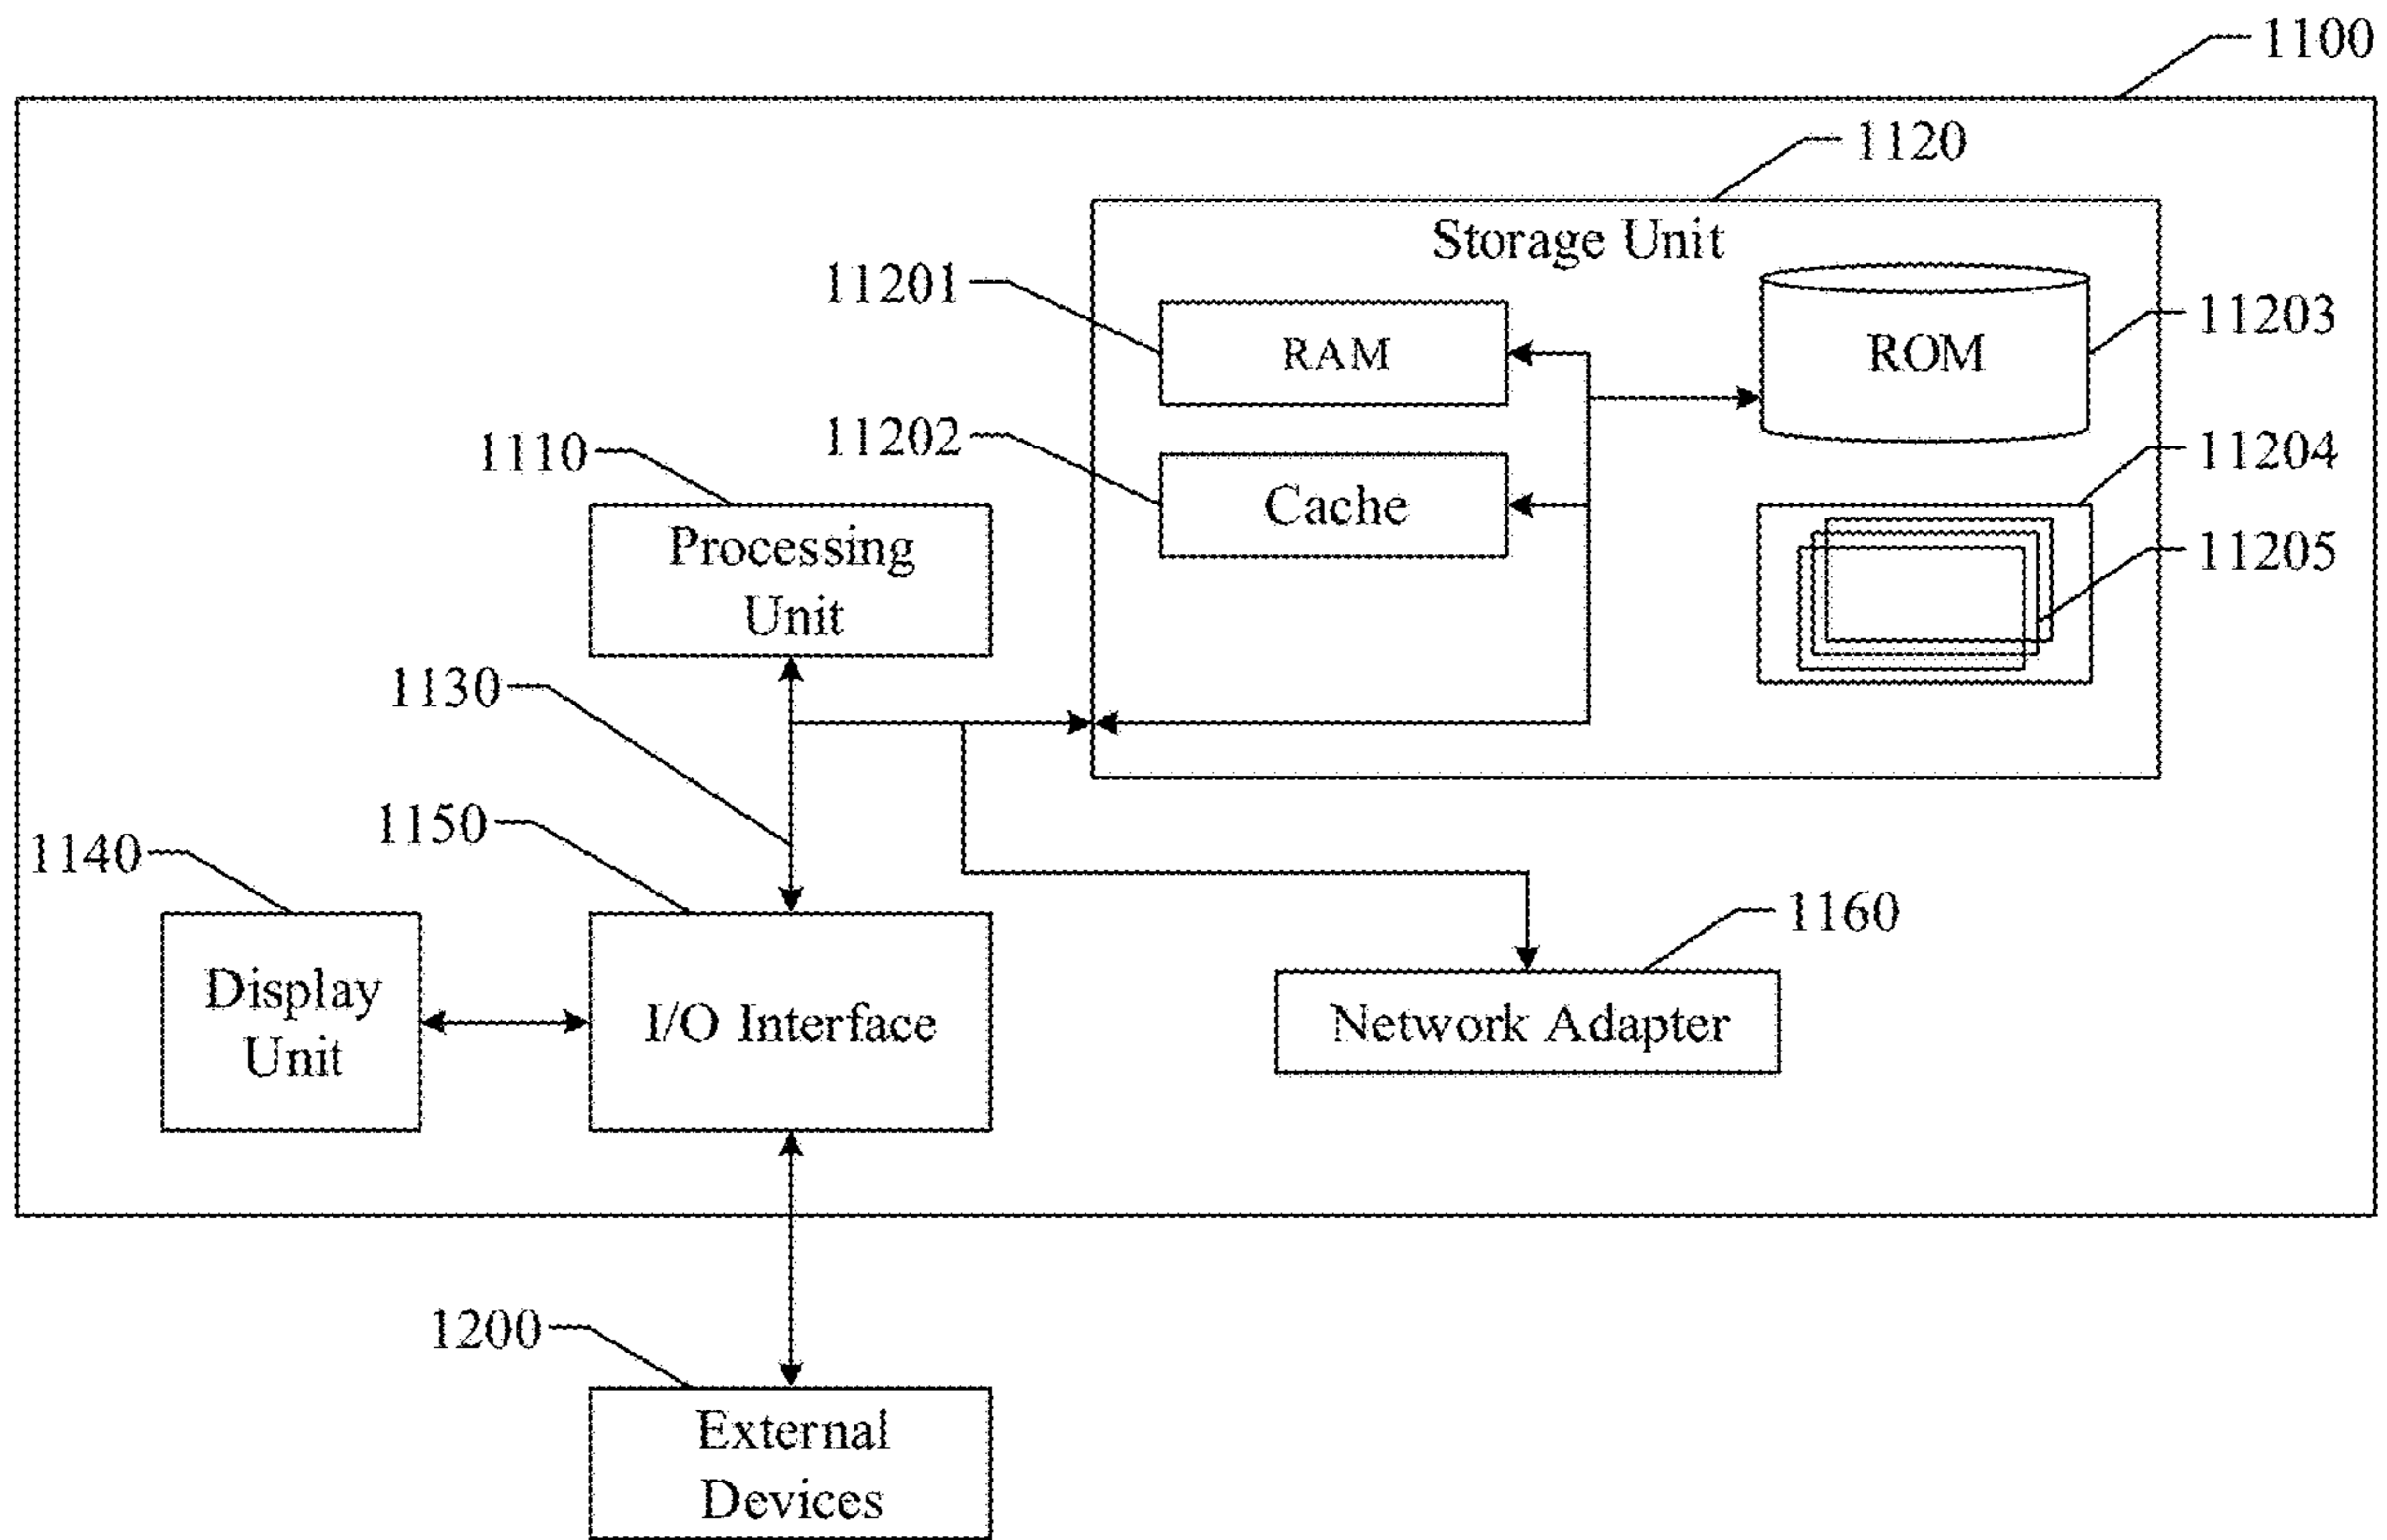 1100
1120
Storage Unit
11201
RAM
ROM
11203
11202
Cache
11204
1110
Processing
Unit
11205
1130
1150
1140
1160
Display
Unit
I/O Interface
Network Adapter
1200
External
Devices